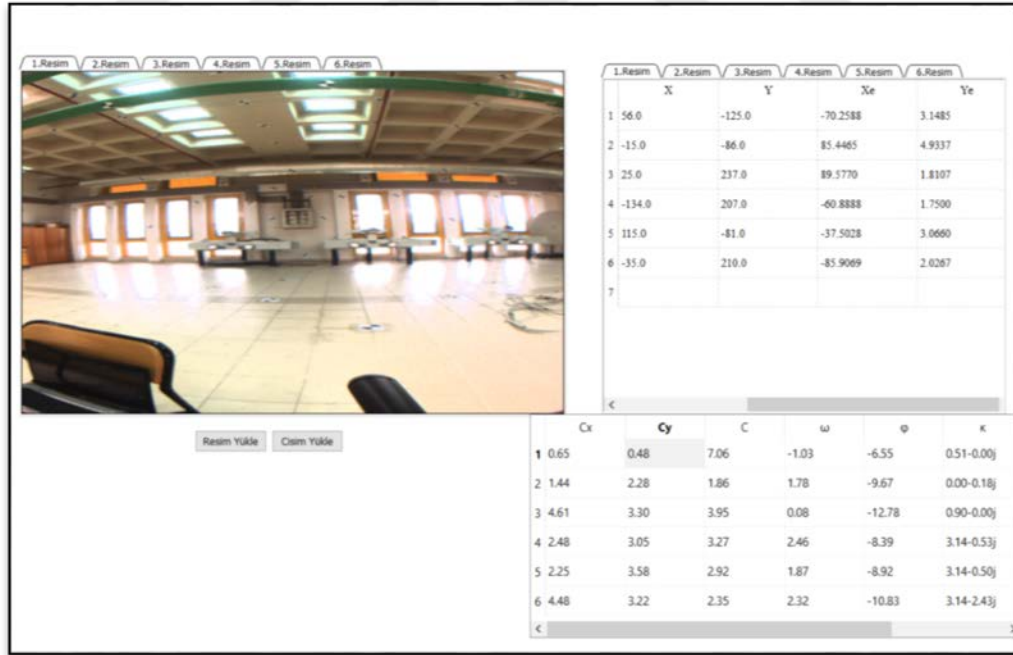 1.Resim 2.Resim 3.Resim 4.Resim 5.Resim 6.Resim
1.Resim 2.Resim 3.Resim 4.Resim 5.Resim 6.Resim
X Y Xe Ye
1 56.0 -125.0 -70.2588 3.1485
2 -15.0 -86.0 85.4465 4.9337
3 25.0 237.0 89.5770 1.8107
4 -134.0 207.0 -60.8888 1.7500
5 115.0 -81.0 -37.5028 3.0660
6 -35.0 210.0 -85.9069 2.0267
7
Resim Yükle Cisim Yükle
Cx Cy C ω φ κ
1 0.65 0.48 7.06 -1.03 -6.55 0.51-0.00j
2 1.44 2.28 1.86 1.78 -9.67 0.00-0.18j
3 4.61 3.30 3.95 0.08 -12.78 0.90-0.00j
4 2.48 3.05 3.27 2.46 -8.39 3.14-0.53j
5 2.25 3.58 2.92 1.87 -8.92 3.14-0.50j
6 4.48 3.22 2.35 2.32 -10.83 3.14-2.43j